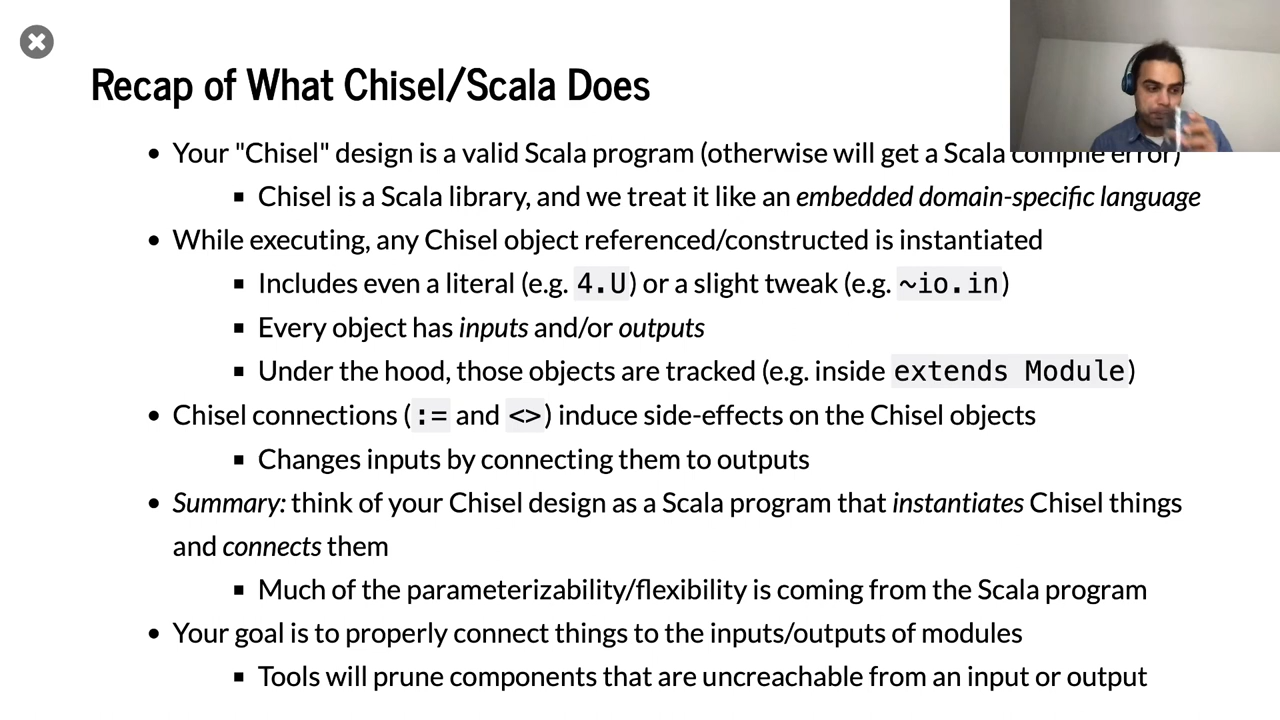 Recap of What Chisel/Scala Does
• Your "Chisel" design is a valid Scala program (otherwise will get a Scala compile error)
▪ Chisel is a Scala library, and we treat it like an embedded domain-specific language
• While executing, any Chisel object referenced/constructed is instantiated
▪ Includes even a literal (e.g. 4.U) or a slight tweak (e.g. ~io.in)
▪ Every object has inputs and/or outputs
▪ Under the hood, those objects are tracked (e.g. inside extends Module)
• Chisel connections (:= and <>) induce side-effects on the Chisel objects
▪ Changes inputs by connecting them to outputs
• Summary: think of your Chisel design as a Scala program that instantiates Chisel things
and connects them
▪ Much of the parameterizability/flexibility is coming from the Scala program
• Your goal is to properly connect things to the inputs/outputs of modules
▪ Tools will prune components that are uncreachable from an input or output